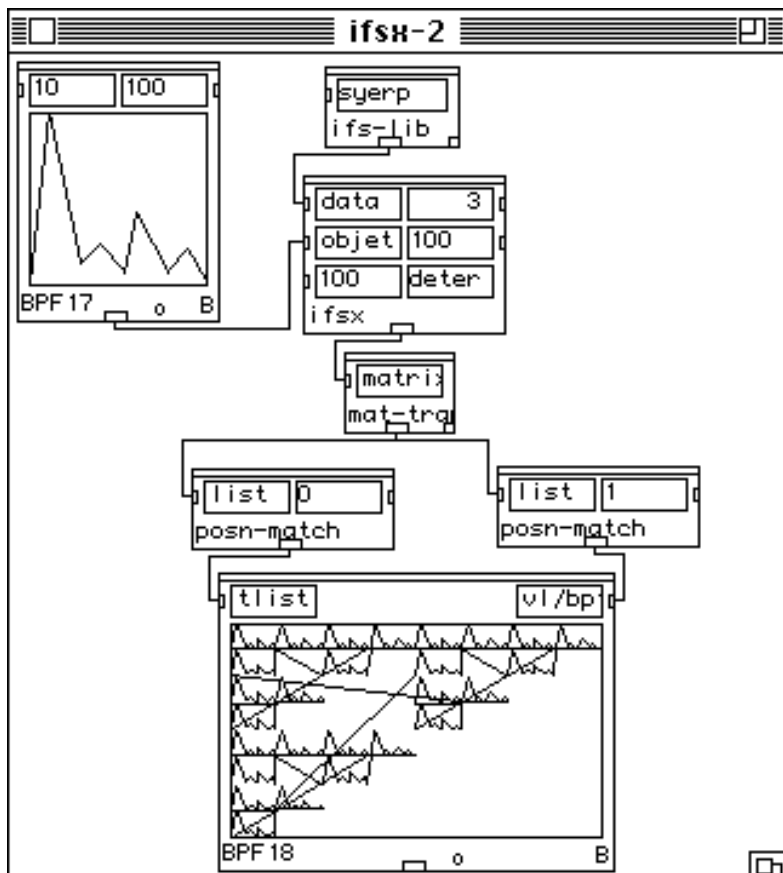 ifsx-2
10 100
BPF 17 o B
syerp
ifs-lib
data 3
objet 100
100 deter
ifsx
matrix
mat-tra
list 0
posn-match
list 1
posn-match
tlist vl/bp
BPF 18 o B